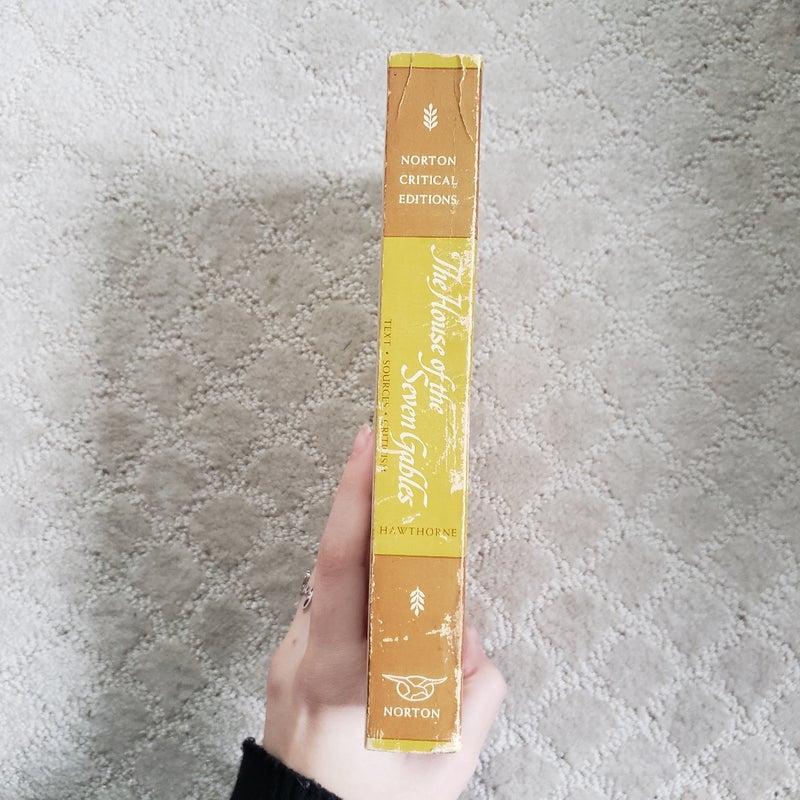 NORTON
CRITICAL
EDITIONS
The House of the
Seven Gables
TEXT • SOURCES • CRITICISM
HAWTHORNE
NORTON